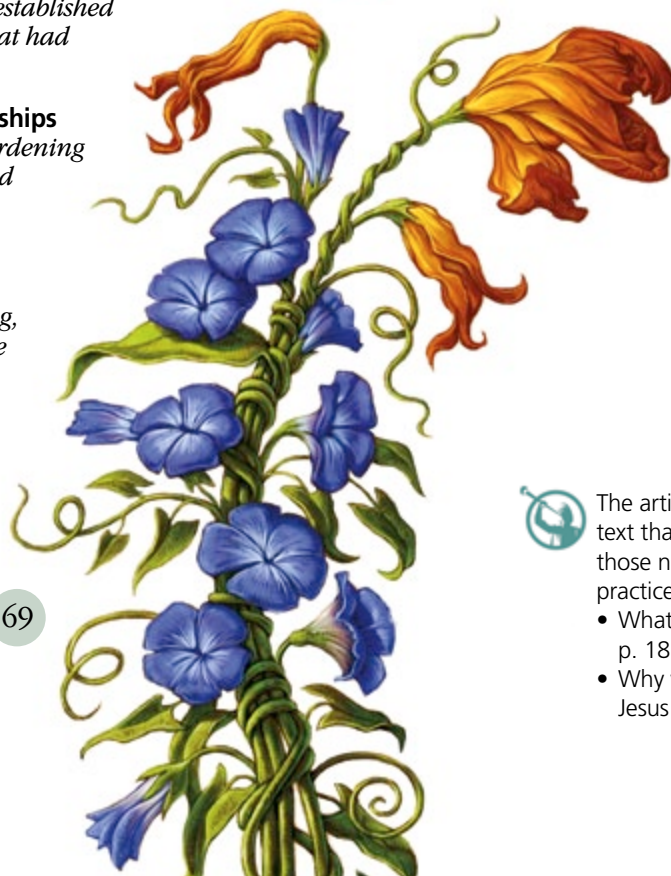 established
at had
ships
rdening
d
g,
e
69
The arti
text tha
those n
practice
• What
p. 18
• Why
Jesus